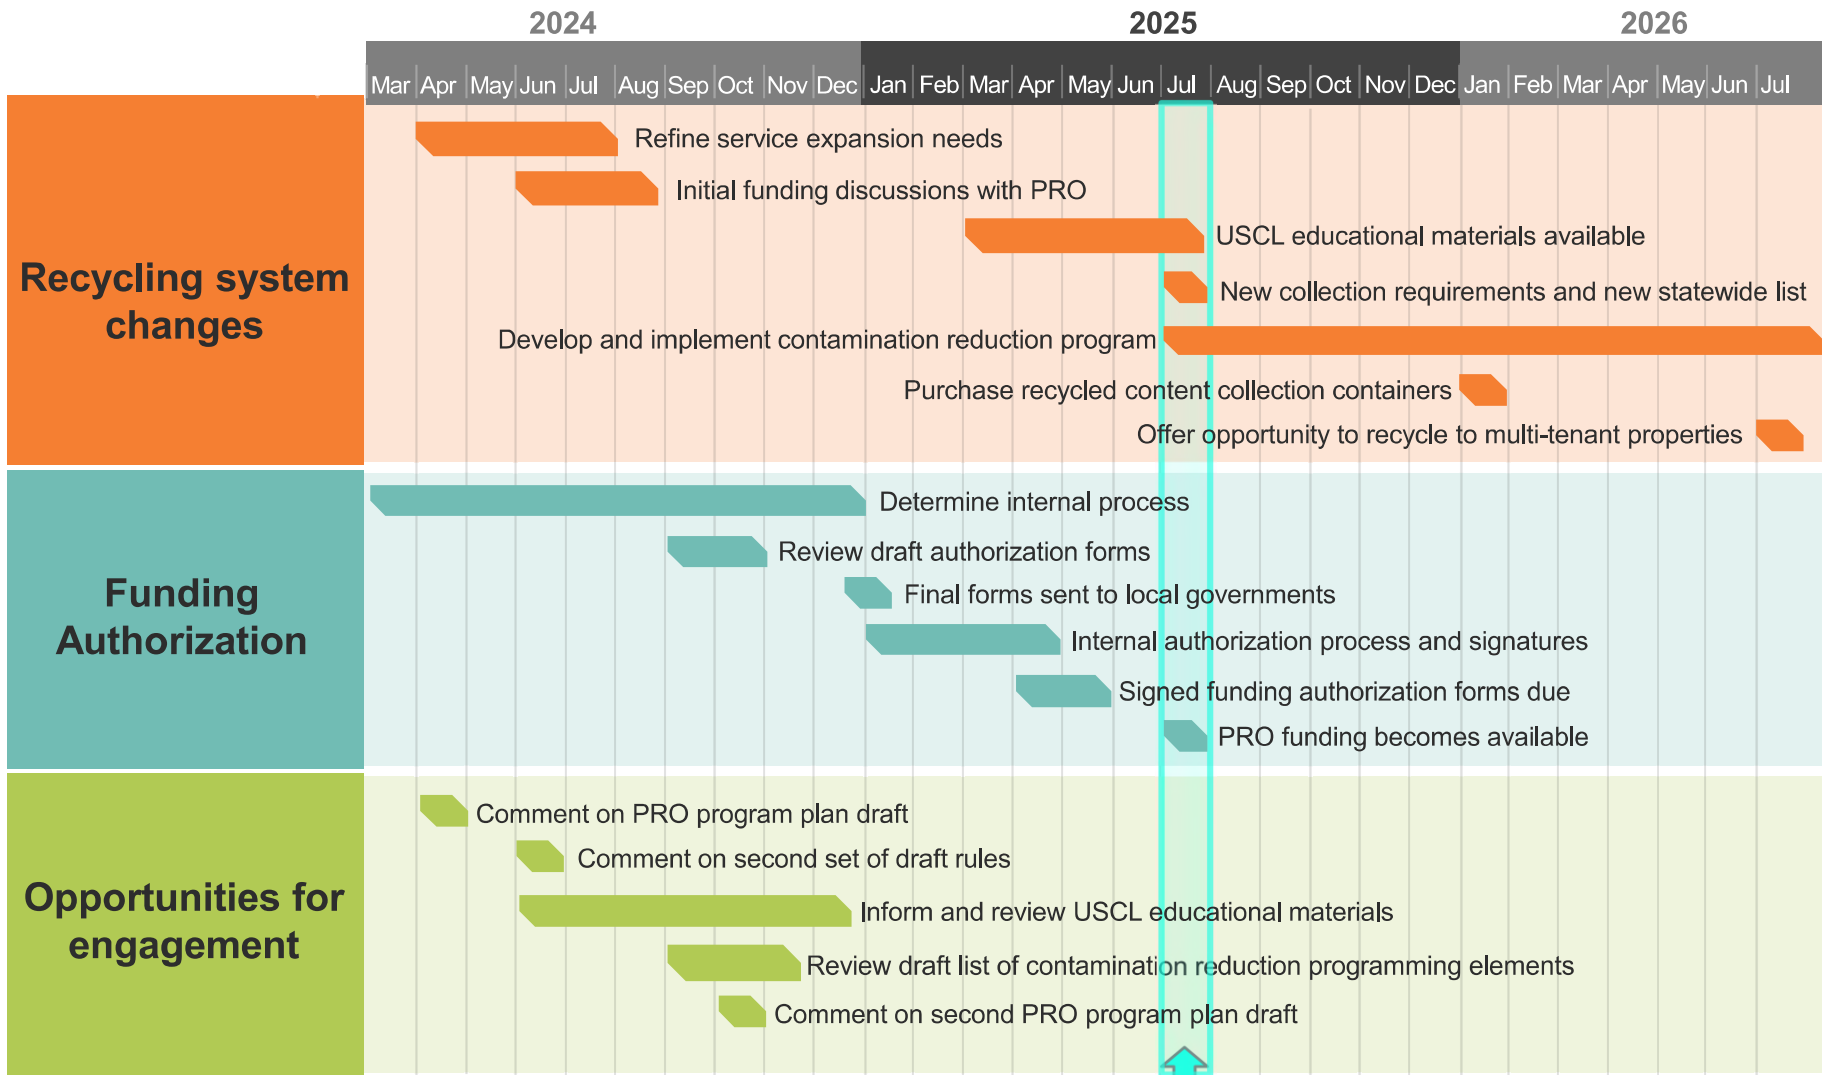 2024 2025 2026
Mar Apr May Jun Jul Aug Sep Oct Nov Dec Jan Feb Mar Apr May Jun Jul Aug Sep Oct Nov Dec Jan Feb Mar Apr May Jun Jul
Recycling system
changes
Refine service expansion needs
Initial funding discussions with PRO
USCL educational materials available
New collection requirements and new statewide list
Develop and implement contamination reduction program
Purchase recycled content collection containers
Offer opportunity to recycle to multi-tenant properties
Funding
Authorization
Determine internal process
Review draft authorization forms
Final forms sent to local governments
Internal authorization process and signatures
Signed funding authorization forms due
PRO funding becomes available
Opportunities for
engagement
Comment on PRO program plan draft
Comment on second set of draft rules
Inform and review USCL educational materials
Review draft list of contamination reduction programming elements
Comment on second PRO program plan draft